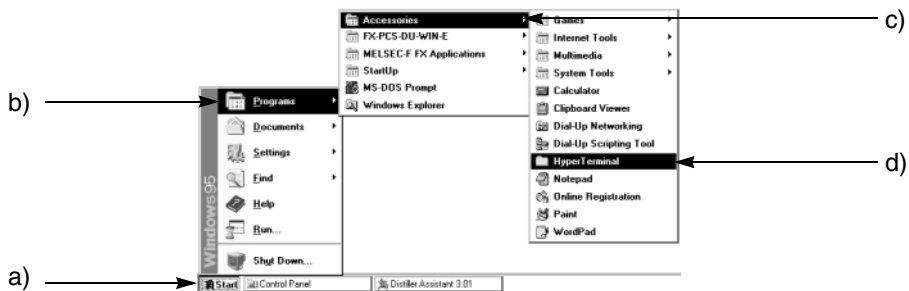 Accessories
FX-PCS-DU-WIN-E
MELSEC-F FX Applications
StartUp
MS-DOS Prompt
Windows Explorer
Games
Internet Tools
Multimedia
System Tools
Calculator
Clipboard Viewer
Dial-Up Networking
Dial-Up Scripting Tool
HyperTerminal
Notepad
Online Registration
Paint
WordPad
c)
d)
b)
Programs
Documents
Settings
Find
Help
Run...
Shut Down...
Windows95
a)
Start
Control Panel
Distiller Assistant 3.01